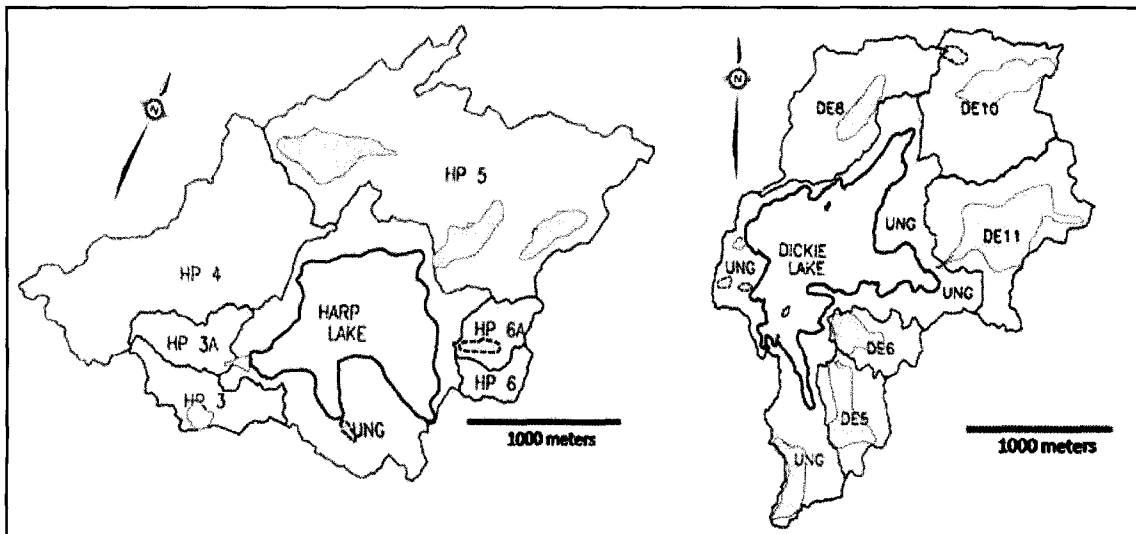 N
HP 5
HP 4
HARP
LAKE
HP 3A
HP 6A
HP 3
HP 6
UNG
1000 meters
N
DE8
DE10
UNG
DE11
DICKIE
LAKE
UNG
UNG
DE6
DE5
UNG
1000 meters